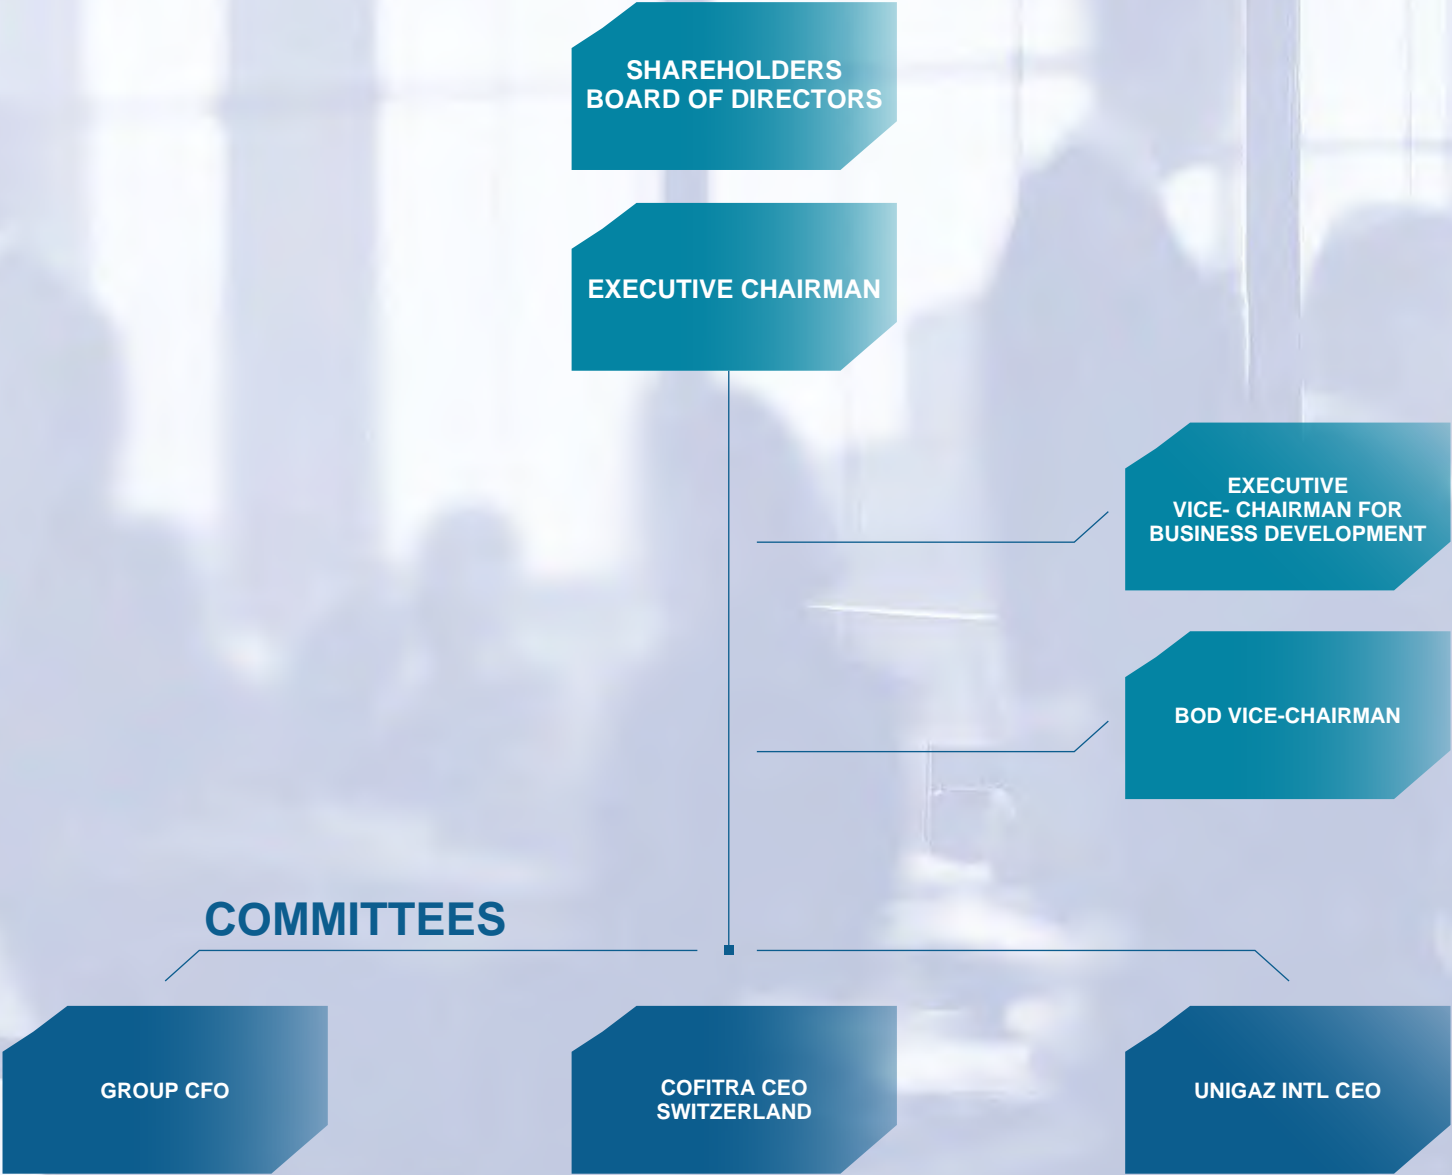 SHAREHOLDERS
BOARD OF DIRECTORS
EXECUTIVE CHAIRMAN
EXECUTIVE
VICE- CHAIRMAN FOR
BUSINESS DEVELOPMENT
BOD VICE-CHAIRMAN
COMMITTEES
GROUP CFO
COFITRA CEO
SWITZERLAND
UNIGAZ INTL CEO